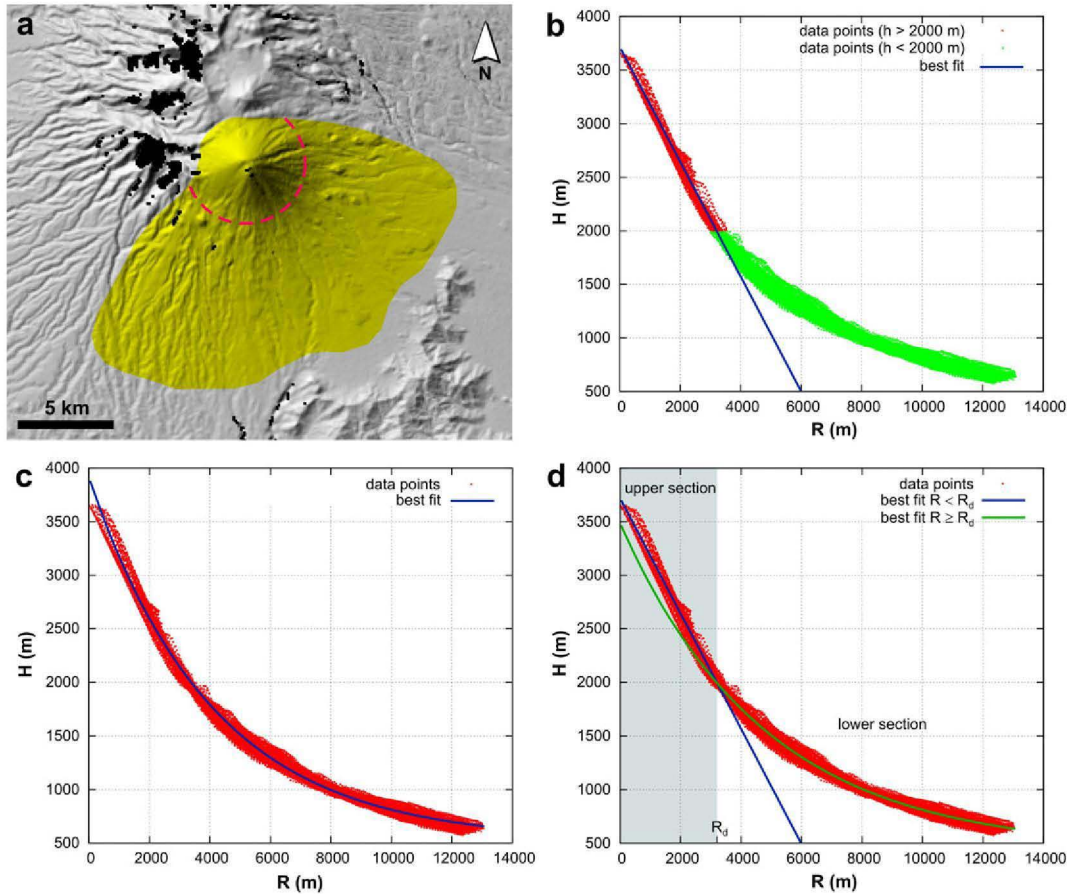 a
N
5 km
b
data points (h > 2000 m)
data points (h < 2000 m)
best fit
4000
3500
3000
2500
2000
1500
1000
500
H (m)
0 2000 4000 6000 8000 10000 12000 14000
R (m)
c
data points
best fit
4000
3500
3000
2500
2000
1500
1000
500
H (m)
0 2000 4000 6000 8000 10000 12000 14000
R (m)
d
upper section
data points
best fit R < Rd
best fit R ≥ Rd
4000
3500
3000
2500
2000
1500
1000
500
H (m)
lower section
Rd
0 2000 4000 6000 8000 10000 12000 14000
R (m)